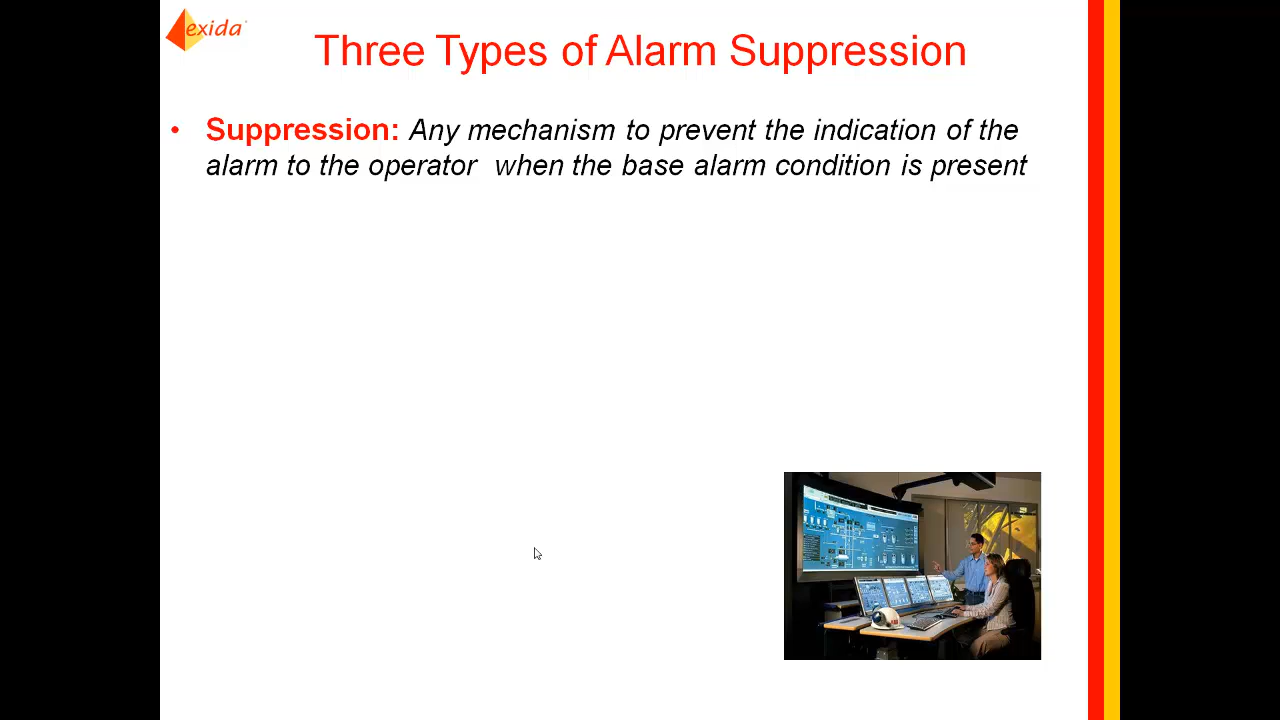 exida
Three Types of Alarm Suppression
• Suppression: Any mechanism to prevent the indication of the
alarm to the operator when the base alarm condition is present